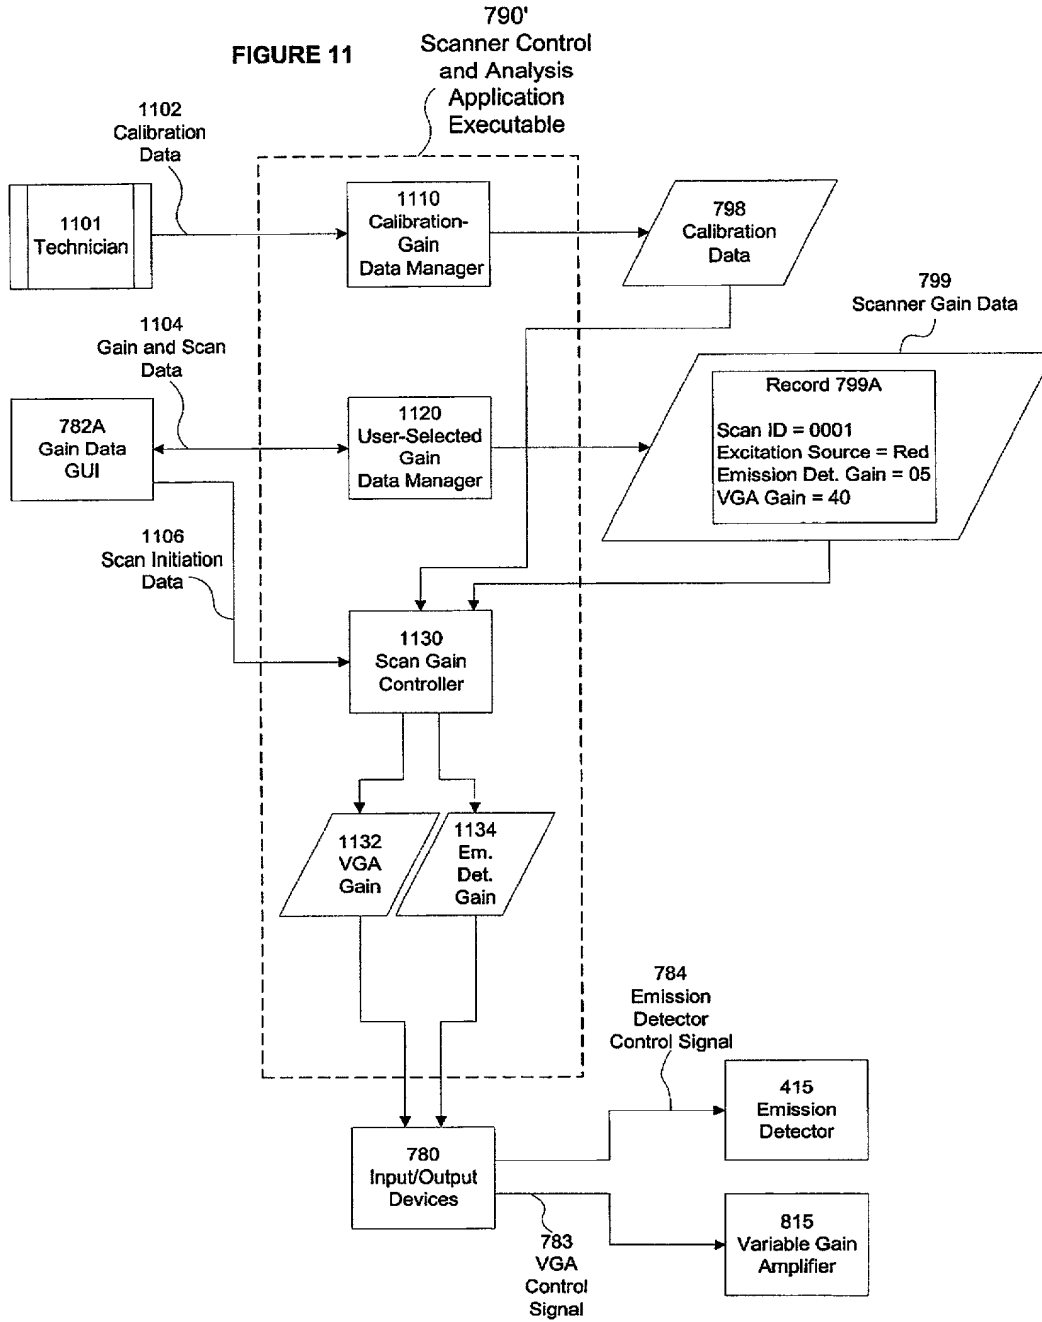 FIGURE 11
790'
Scanner Control
and Analysis
Application
Executable
1102
Calibration
Data
1101
Technician
1110
Calibration-
Gain
Data Manager
798
Calibration
Data
799
Scanner Gain Data
1104
Gain and Scan
Data
782A
Gain Data
GUI
1120
User-Selected
Gain
Data Manager
Record 799A
Scan ID = 0001
Excitation Source = Red
Emission Det. Gain = 05
VGA Gain = 40
1106
Scan Initiation
Data
1130
Scan Gain
Controller
1132
VGA
Gain
1134
Em.
Det.
Gain
784
Emission
Detector
Control Signal
415
Emission
Detector
780
Input/Output
Devices
783
VGA
Control
Signal
815
Variable Gain
Amplifier